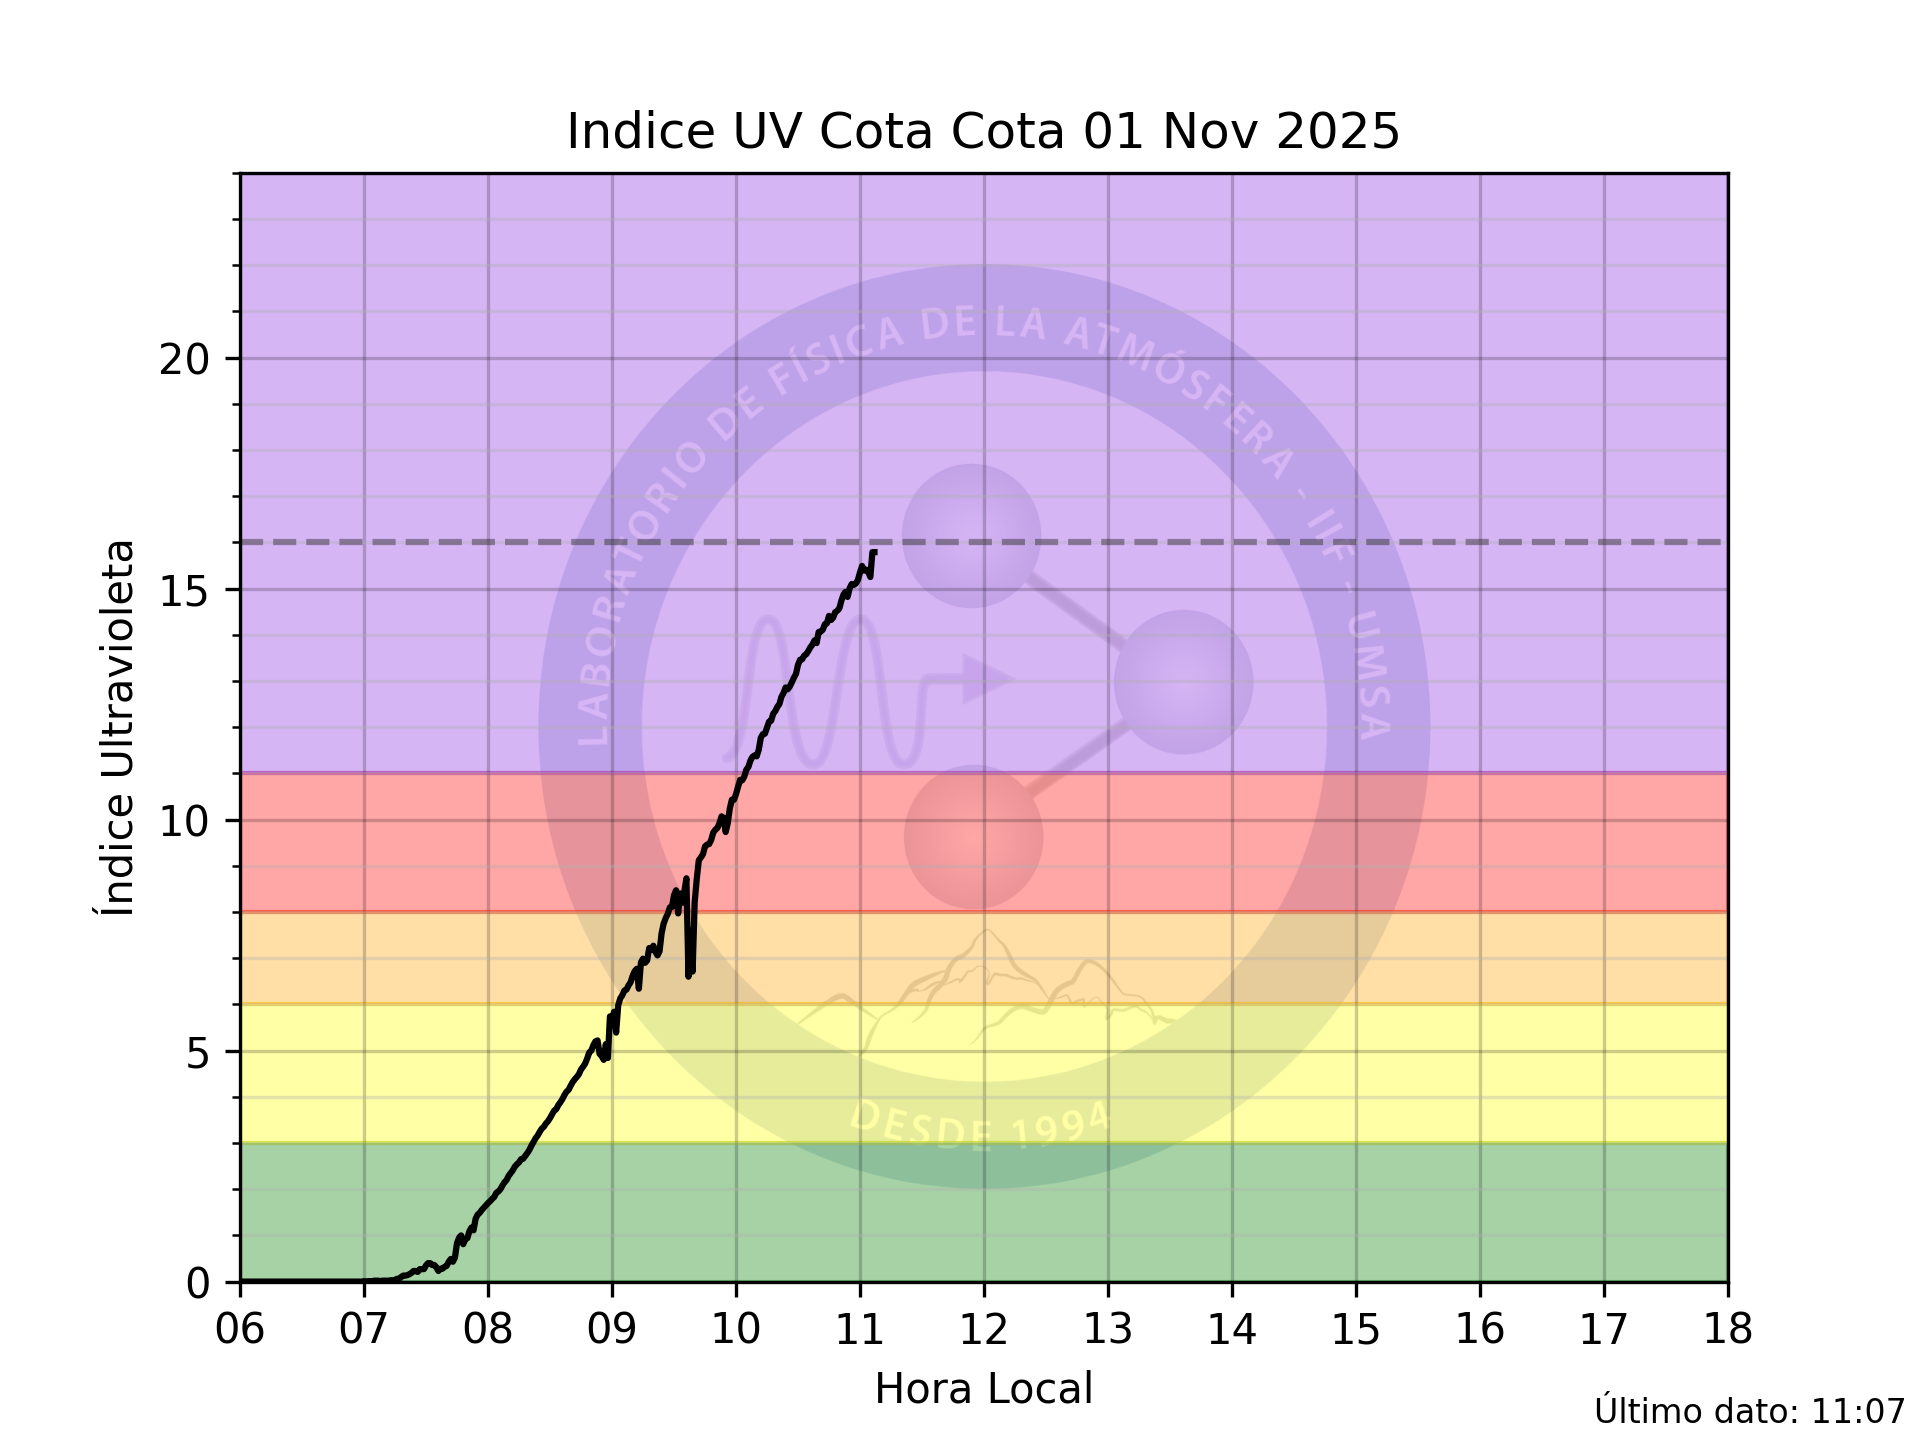 Indice UV Cota Cota 01 Nov 2025
Índice Ultravioleta
20
15
10
5
0
LABORATORIO DE FÍSICA DE LA ATMÓSFERA - IIF - UMSA
DESDE 1994
06 07 08 09 10 11 12 13 14 15 16 17 18
Hora Local
Último dato: 11:07